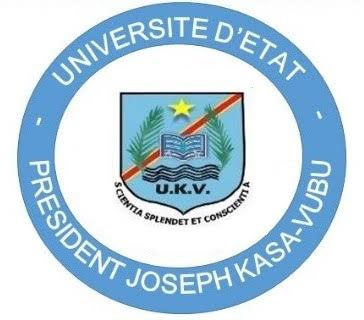 - UNIVERSITE D'ETAT -
U.K.V.
SCIENTIA SPLENDET ET CONSCIENTIA
PRESIDENT JOSEPH KASA-VUBU